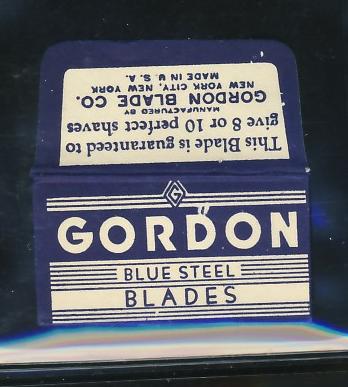 This Blade is guaranteed to
give 8 or 10 perfect shaves
MANUFACTURED BY
GORDON BLADE CO.
NEW YORK CITY, NEW YORK
MADE IN U. S. A.
G
GORDON
BLUE STEEL
BLADES